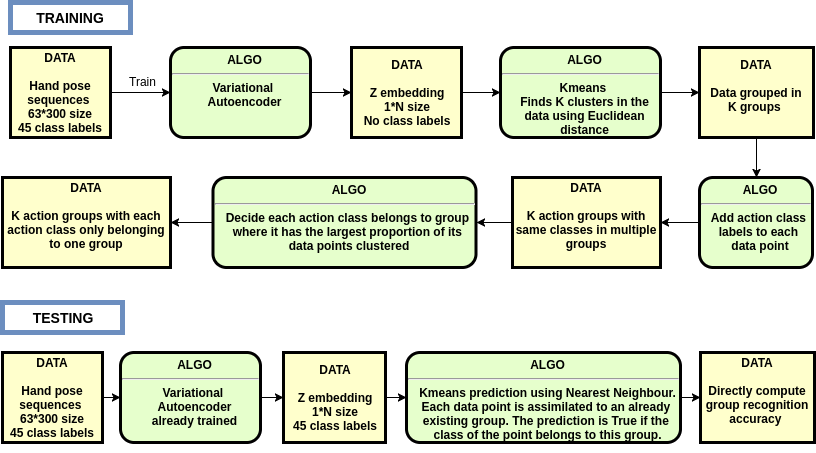 TRAINING
DATA
Hand pose
sequences
63*300 size
45 class labels
Train
ALGO
Variational
Autoencoder
DATA
Z embedding
1*N size
No class labels
ALGO
Kmeans
Finds K clusters in the
data using Euclidean
distance
DATA
Data grouped in
K groups
ALGO
Add action class
labels to each
data point
DATA
K action groups with
same classes in multiple
groups
ALGO
Decide each action class belongs to group
where it has the largest proportion of its
data points clustered
DATA
K action groups with each
action class only belonging
to one group
TESTING
DATA
Hand pose
sequences
63*300 size
45 class labels
ALGO
Variational
Autoencoder
already trained
DATA
Z embedding
1*N size
45 class labels
ALGO
Kmeans prediction using Nearest Neighbour.
Each data point is assimilated to an already
existing group. The prediction is True if the
class of the point belongs to this group.
DATA
Directly compute
group recognition
accuracy